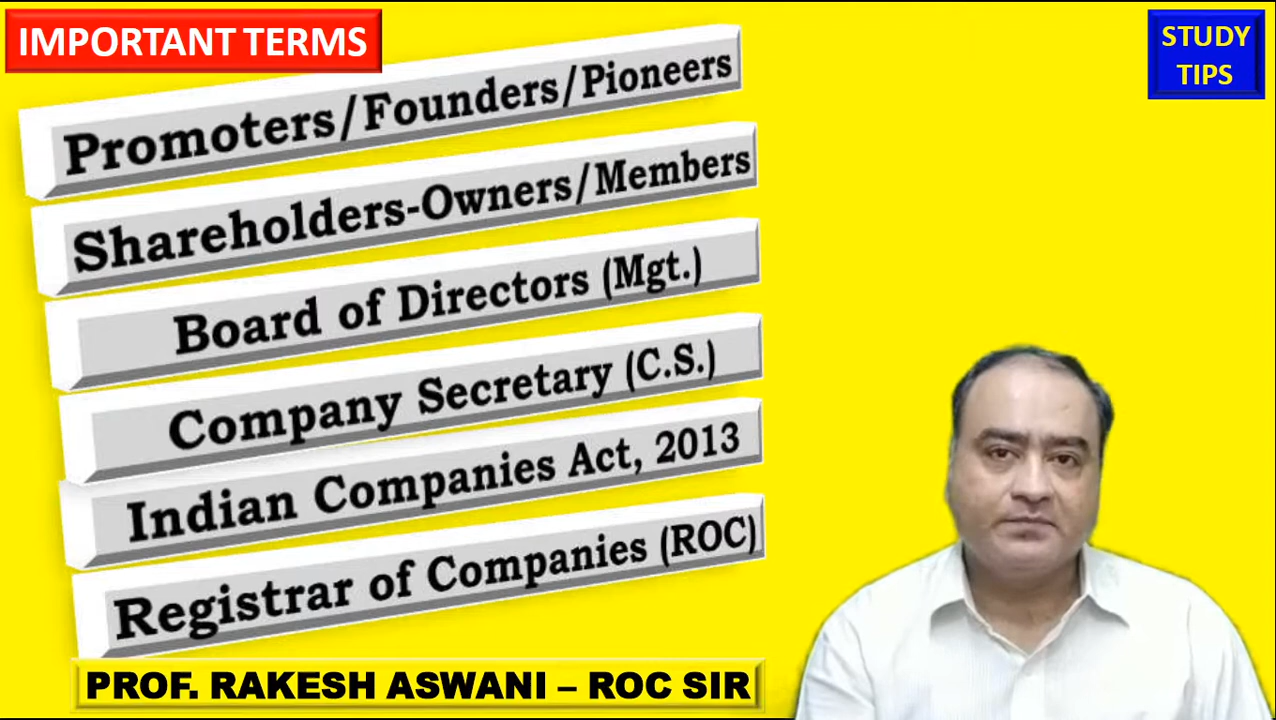 IMPORTANT TERMS
STUDY
TIPS
Promoters/Founders/Pioneers
Shareholders-Owners/Members
Board of Directors (Mgt.)
Company Secretary (C.S.)
Indian Companies Act, 2013
Registrar of Companies (ROC)
PROF. RAKESH ASWANI – ROC SIR